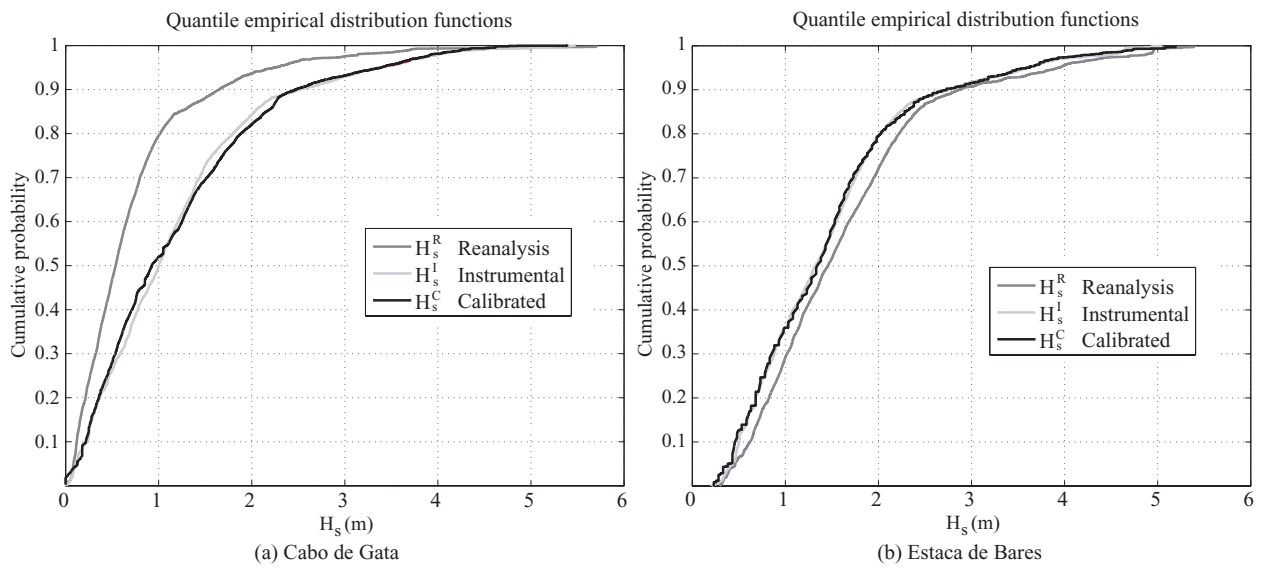 Quantile empirical distribution functions
1
0.9
0.8
0.7
0.6
0.5
0.4
0.3
0.2
0.1
Cumulative probability
H_s^R Reanalysis
H_s^I Instrumental
H_s^C Calibrated
0 1 2 3 4 5 6
H_s (m)
(a) Cabo de Gata
Quantile empirical distribution functions
1
0.9
0.8
0.7
0.6
0.5
0.4
0.3
0.2
0.1
Cumulative probability
H_s^R Reanalysis
H_s^I Instrumental
H_s^C Calibrated
0 1 2 3 4 5 6
H_s (m)
(b) Estaca de Bares